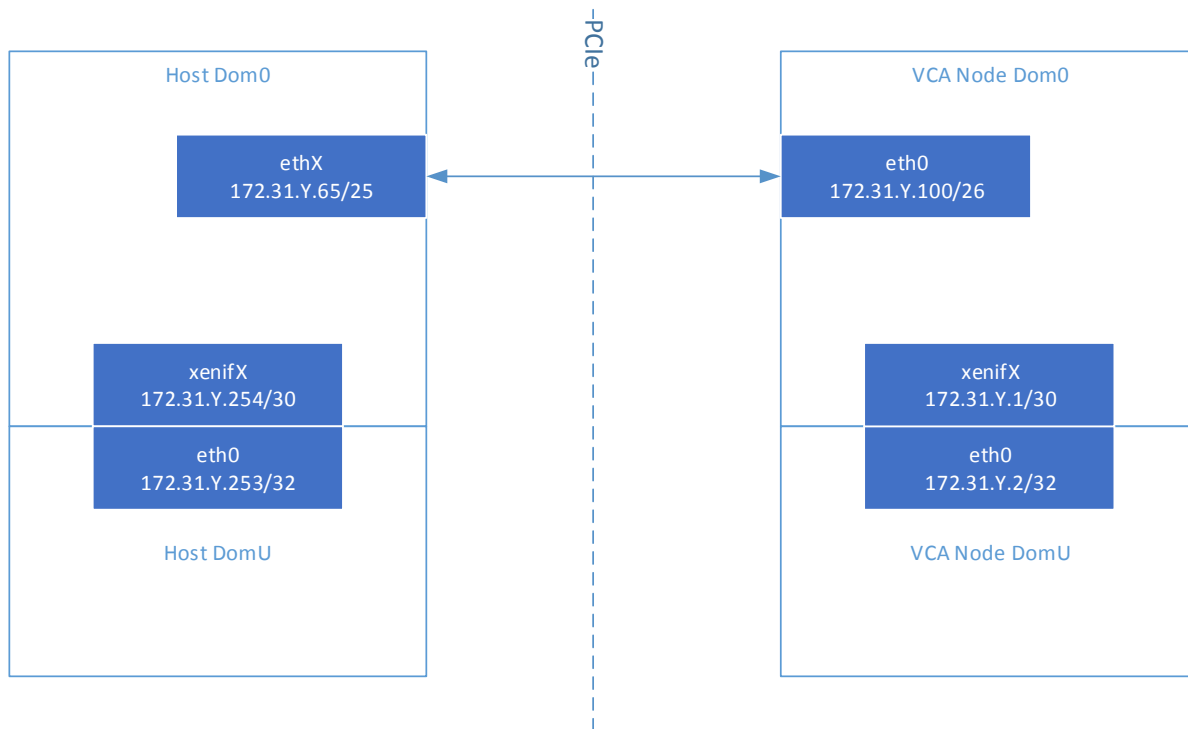 PCIe
Host Dom0
VCA Node Dom0
ethX
172.31.Y.65/25
eth0
172.31.Y.100/26
xenifX
172.31.Y.254/30
xenifX
172.31.Y.1/30
eth0
172.31.Y.253/32
eth0
172.31.Y.2/32
Host DomU
VCA Node DomU